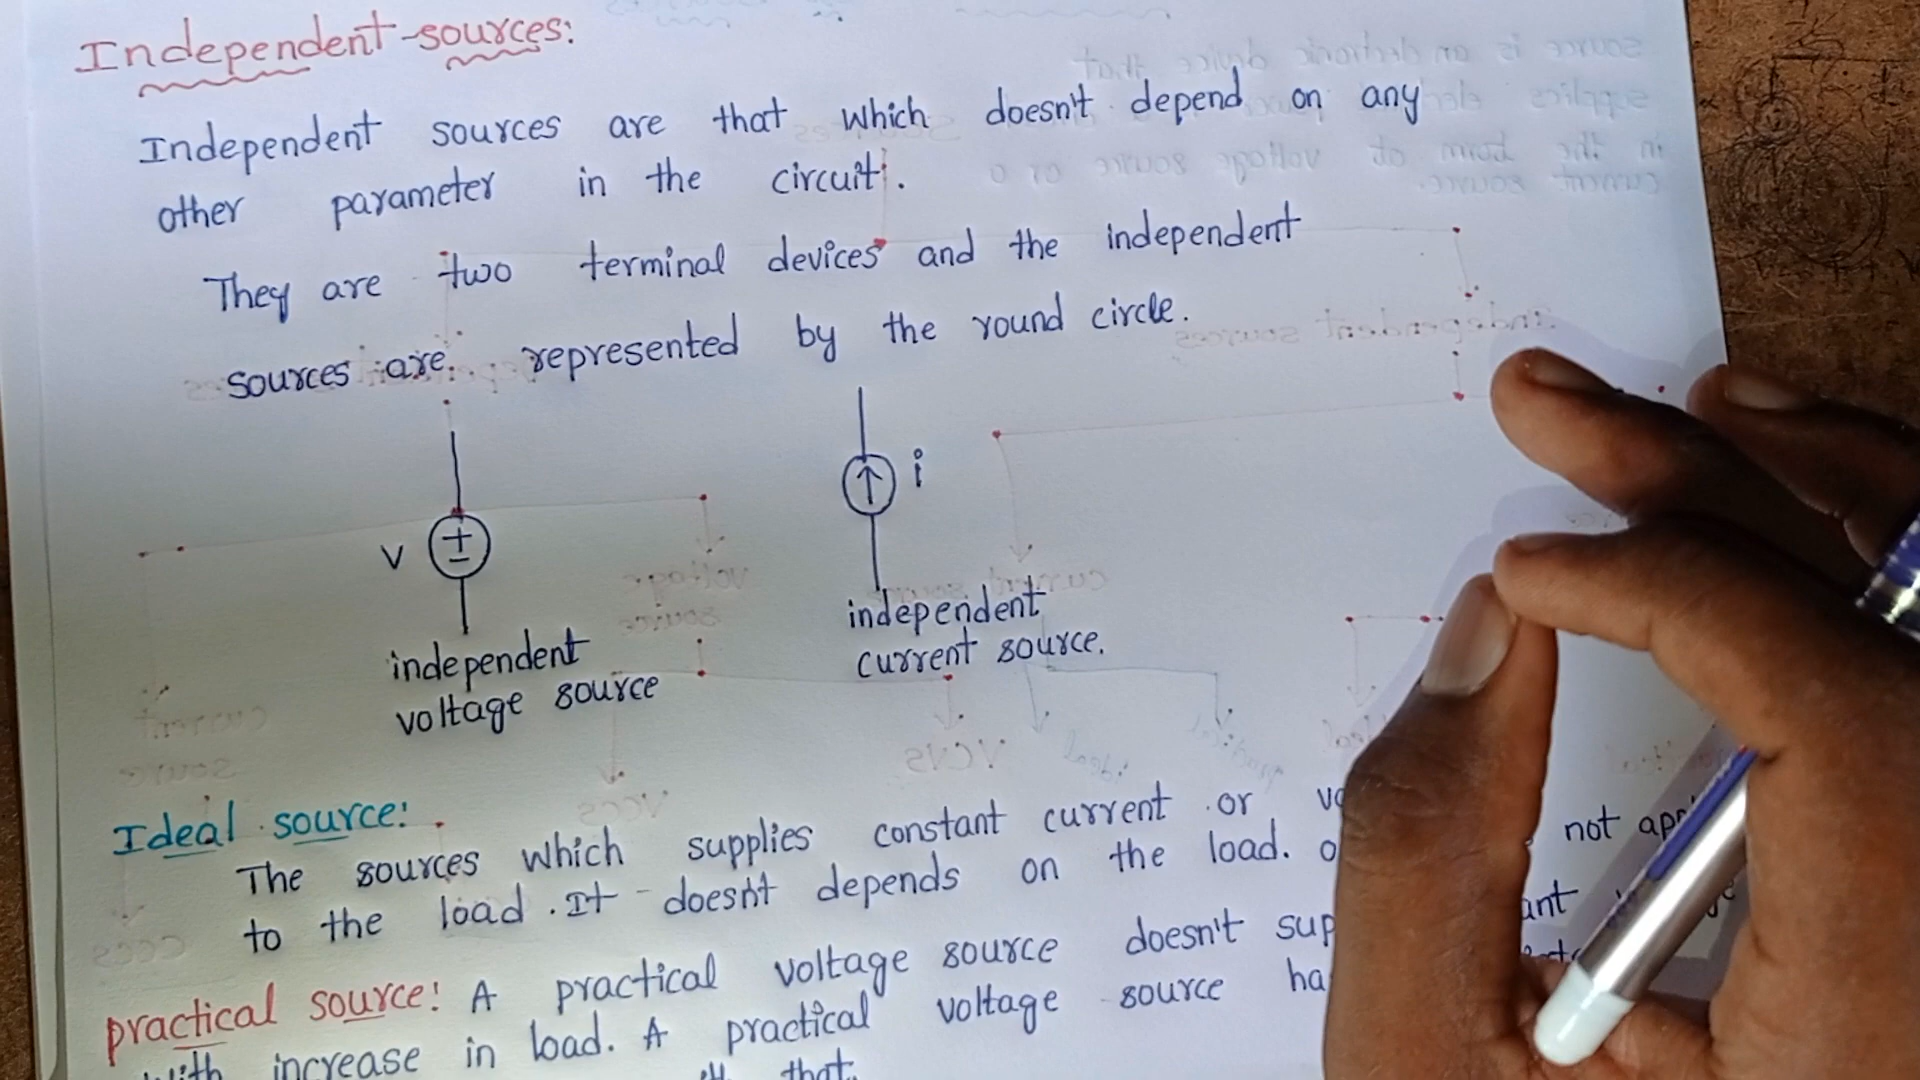 Independent sources:
Independent sources are that which doesn't depend on any
other parameter in the circuit.
They are two terminal devices and the independent
sources are represented by the round circle.
i
V
+
-
independent
current source.
independent
voltage source
Ideal source:
The sources which supplies constant current or
to the load. It doesn't depends on the load. not
practical source: A practical voltage source doesn't
with increase in load. A practical voltage source
that